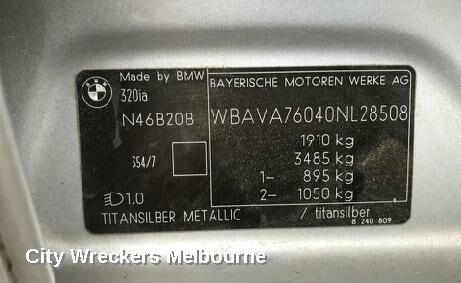 Made by BMW
320ia
N46B20B
354/7
1.0
TITANSILBER METALLIC
BMW
BAYERISCHE MOTOREN WERKE AG
WBAVA76040NL28508
1910 kg
3485 kg
1- 895 kg
2- 1050 kg
/ titansilber
8 240 809
City Wreckers Melbourne